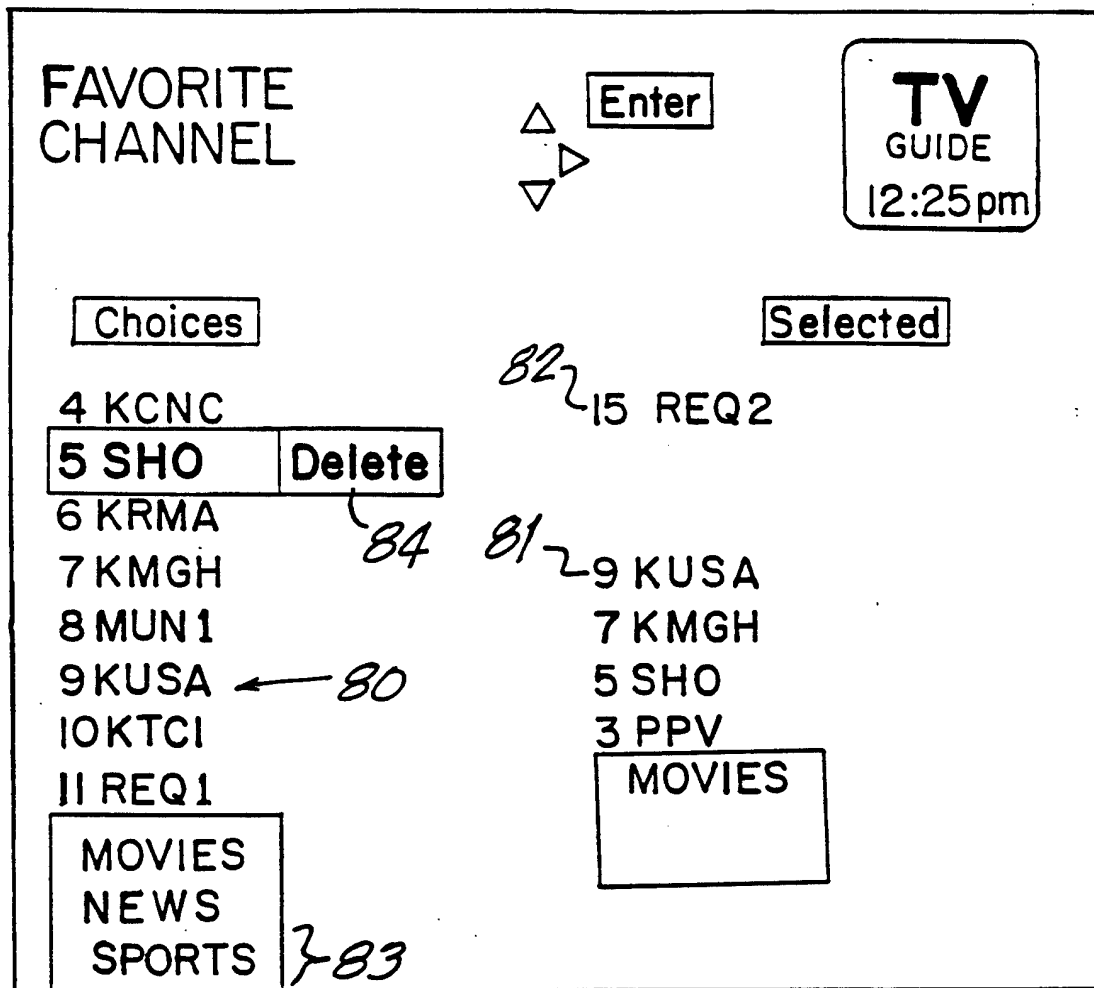 FAVORITE
CHANNEL
Enter
TV
GUIDE
12:25pm
Choices
Selected
82
4 KCNC
15 REQ2
5 SHO Delete
6 KRMA
84
81
7 KMGH
9 KUSA
8 MUN1
7 KMGH
9 KUSA
80
5 SHO
10 KTCI
3 PPV
11 REQ1
MOVIES
MOVIES
NEWS
SPORTS
83